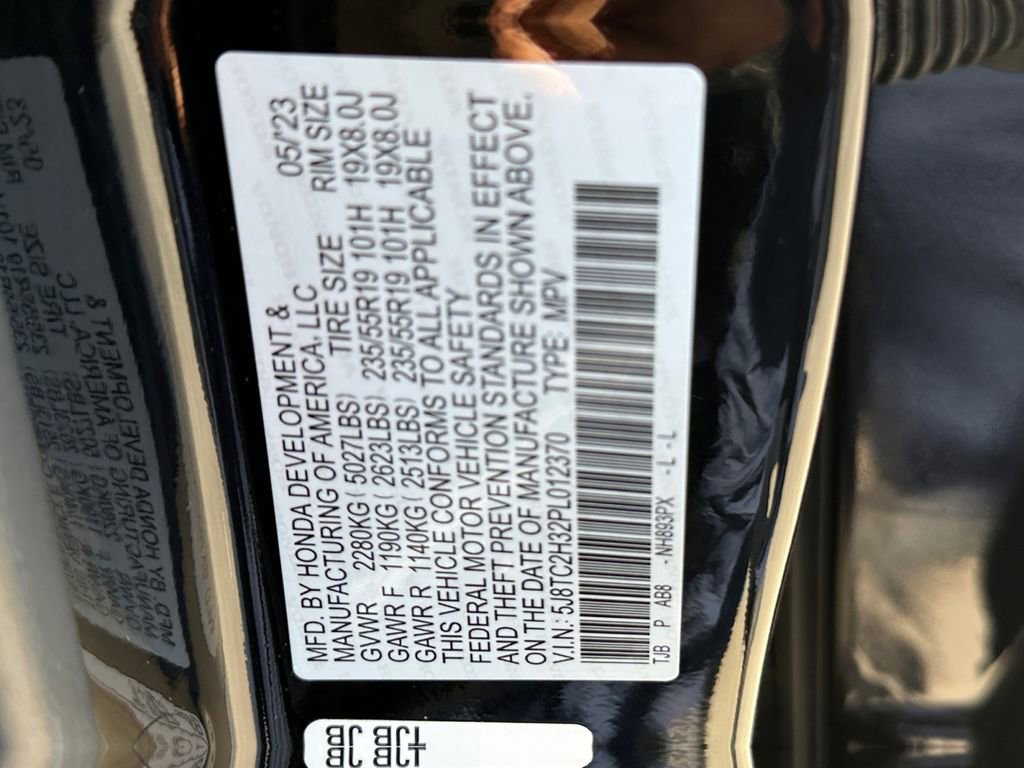 MFD. BY HONDA DEVELOPMENT &
MANUFACTURING OF AMERICA, LLC 05/'23
TIRE SIZE RIM SIZE
GVWR 2280KG ( 5027LBS)
GAWR F 1190KG ( 2623LBS) 235/55R19 101H 19X8.0J
GAWR R 1140KG ( 2513LBS) 235/55R19 101H 19X8.0J
THIS VEHICLE CONFORMS TO ALL APPLICABLE
FEDERAL MOTOR VEHICLE SAFETY
AND THEFT PREVENTION STANDARDS IN EFFECT
ON THE DATE OF MANUFACTURE SHOWN ABOVE.
V.I.N.: 5J8TC2H32PL012370 TYPE: MPV
TJB P AB8 - NH893PX - L - L